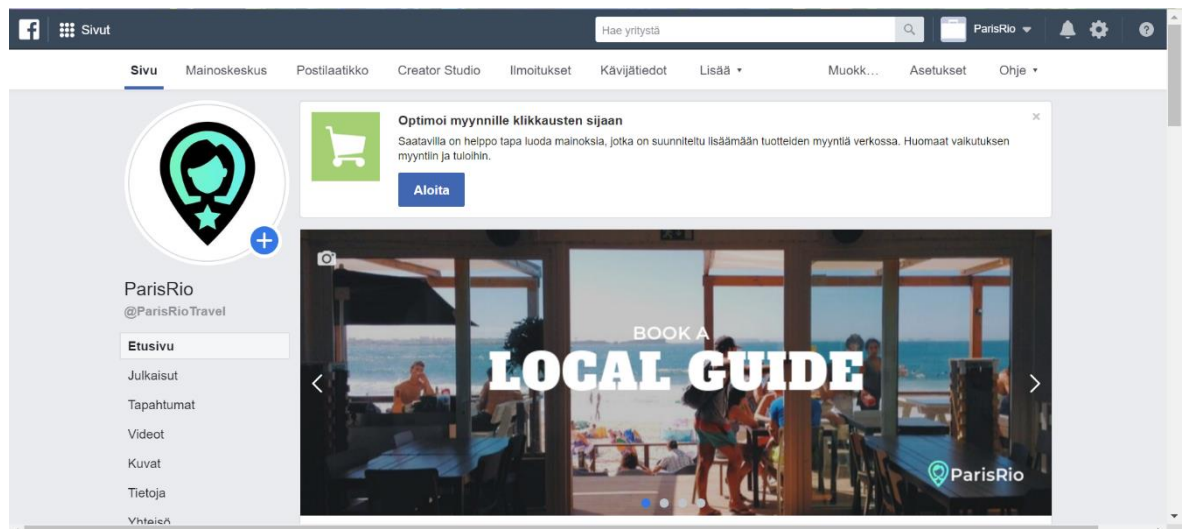 Sivut
Hae yritystä
ParisRio
Sivu Mainoskeskus Postilaatikko Creator Studio Ilmoitukset Kävijätiedot Lisää Muokk... Asetukset Ohje
Optimoi myynnille klikkausten sijaan
Saatavilla on helppo tapa luoda mainoksia, jotka on suunniteltu lisäämään tuotteiden myyntiä verkossa. Huomaat vaikutuksen
myyntiin ja tuloihin.
Aloita
ParisRio
@ParisRioTravel
Etusivu
Julkaisut
Tapahtumat
Videot
Kuvat
Tietoja
Yhteisö
BOOK A
LOCAL GUIDE
ParisRio